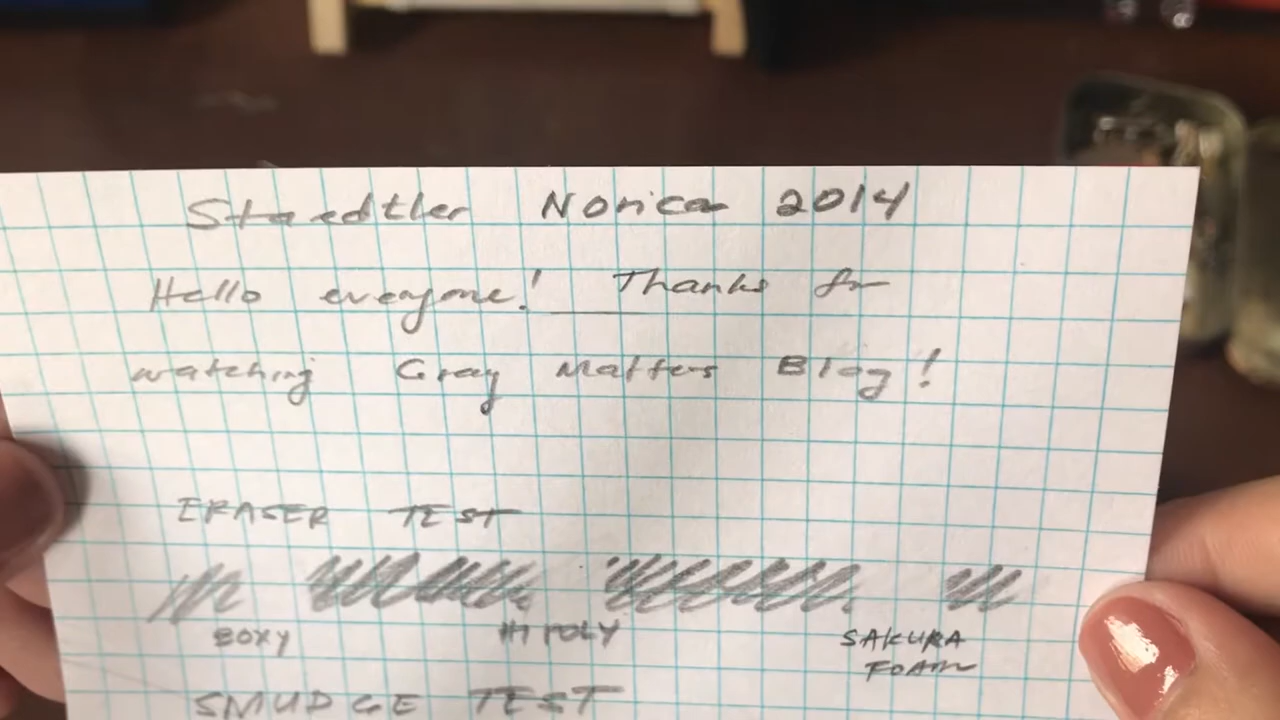 Staedtler Norica 2014
Hello everyone! Thanks for
watching Gray Matters Blog!
ERASER TEST
BOXY HI POLY SAKURA
FOAM
SMUDGE TEST